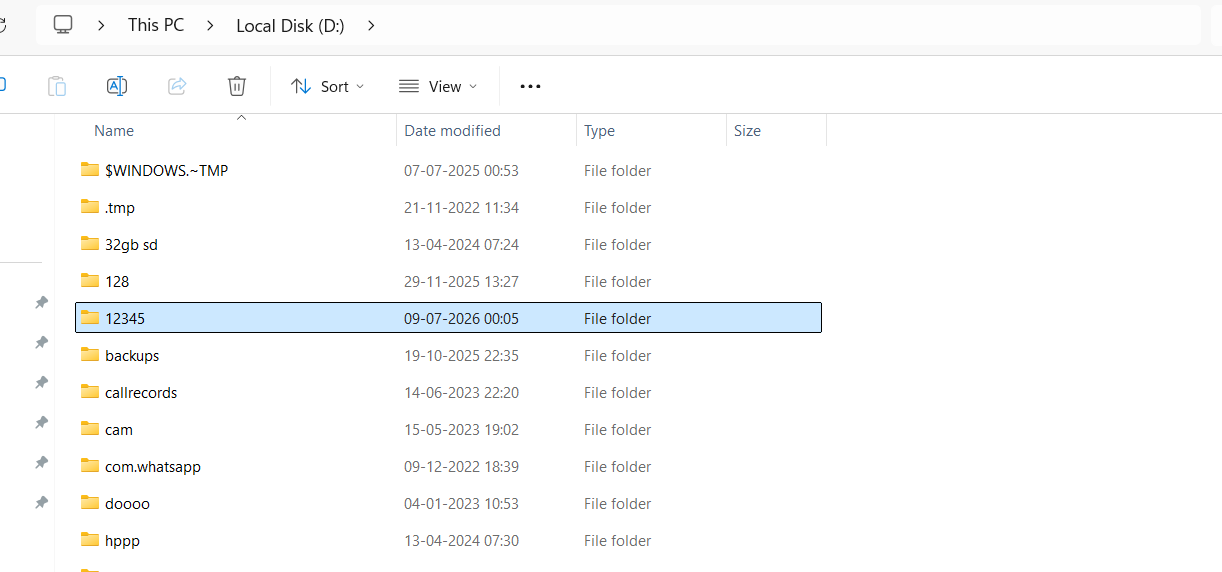 This PC > Local Disk (D:) >
Sort View
Name Date modified Type Size
$WINDOWS.~TMP 07-07-2025 00:53 File folder
.tmp 21-11-2022 11:34 File folder
32gb sd 13-04-2024 07:24 File folder
128 29-11-2025 13:27 File folder
12345 09-07-2026 00:05 File folder
backups 19-10-2025 22:35 File folder
callrecords 14-06-2023 22:20 File folder
cam 15-05-2023 19:02 File folder
com.whatsapp 09-12-2022 18:39 File folder
doooo 04-01-2023 10:53 File folder
hppp 13-04-2024 07:30 File folder